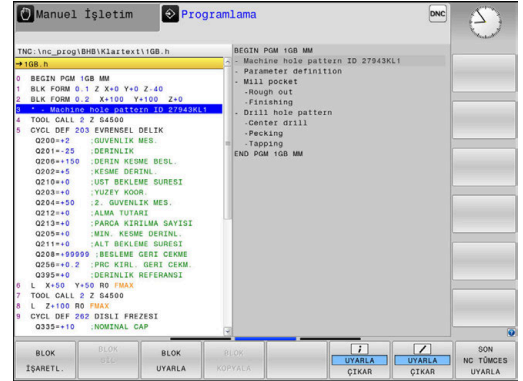 Manuel İşletim
Programlama
DNC
TNC:\nc_prog\BHB\Klartext\1GB.h
→1GB.h
0 BEGIN PGM 1GB MM
1 BLK FORM 0.1 Z X+0 Y+0 Z-40
2 BLK FORM 0.2 X+100 Y+100 Z+0
3 * - Machine hole pattern ID 27943KL1
4 TOOL CALL 2 Z S4500
5 CYCL DEF 203 EVRENSEL DELIK
Q200=+2 ;GUVENLIK MES.
Q201=-25 ;DERINLIK
Q206=+150 ;DERIN KESME BESL.
Q202=+5 ;KESME DERINL.
Q210=+0 ;UST BEKLEME SURESI
Q203=+0 ;YUZEY KOOR.
Q204=+50 ;2. GUVENLIK MES.
Q212=+0 ;ALMA TUTARI
Q213=+0 ;PARCA KIRILMA SAYISI
Q205=+0 ;MIN. KESME DERINL.
Q211=+0 ;ALT BEKLEME SURESI
Q208=+99999 ;BESLEME GERI CEKME
Q256=+0.2 ;PRC KIRL. GERI CEKM.
Q395=+0 ;DERINLIK REFERANSI
6 L X+50 Y+50 R0 FMAX
7 TOOL CALL 2 Z S4500
8 L Z+100 R0 FMAX
9 CYCL DEF 262 DISLI FREZESI
Q335=+10 ;NOMINAL CAP
BEGIN PGM 1GB MM
- Machine hole pattern ID 27943KL1
- Parameter definition
- Mill pocket
-Rough out
-Finishing
- Drill hole pattern
-Center drill
-Pecking
-Tapping
END PGM 1GB MM
BLOK
İŞARETL.
BLOK
SİL
BLOK
UYARLA
BLOK
KOPYALA
UYARLA
ÇIKAR
UYARLA
ÇIKAR
SON
NC TÜMCES
UYARLA